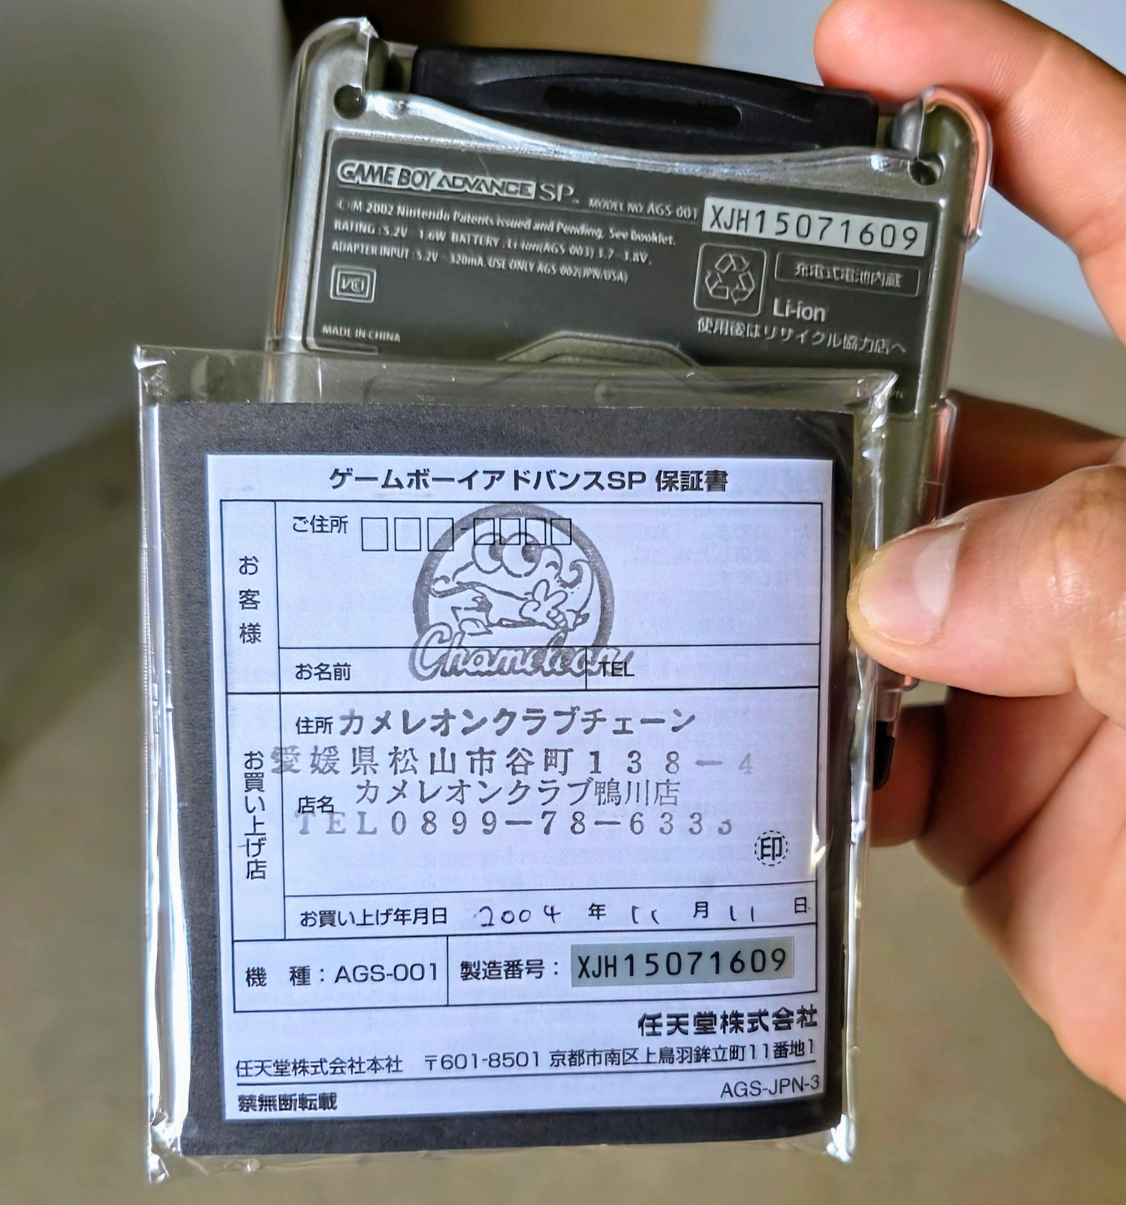 GAME BOY ADVANCE SP™ MODEL NO. AGS-001 XJH15071609
©/TM 2002 Nintendo Patents issued and Pending. See booklet.
RATING : 5.2V 1.6W BATTERY : Li-ion(AGS-003) 3.7 - 3.8V,
ADAPTER INPUT : 5.2V 320mA, USE ONLY AGS-002(JPN/USA)
VCI
充電式電池内蔵
Li-ion
使用後はリサイクル協力店へ
MADE IN CHINA
ゲームボーイアドバンスSP 保証書
お客様
ご住所
Chameleon
お名前 TEL
お買い上げ店
住所 カメレオンクラブチェーン
愛媛県松山市谷町138-4
店名 カメレオンクラブ鴨川店
TEL0899-78-6333
印
お買い上げ年月日 2004 年 11 月 11 日
機 種:AGS-001 製造番号: XJH15071609
任天堂株式会社
任天堂株式会社本社 〒601-8501 京都市南区上鳥羽鉾立町11番地1
禁無断転載 AGS-JPN-3